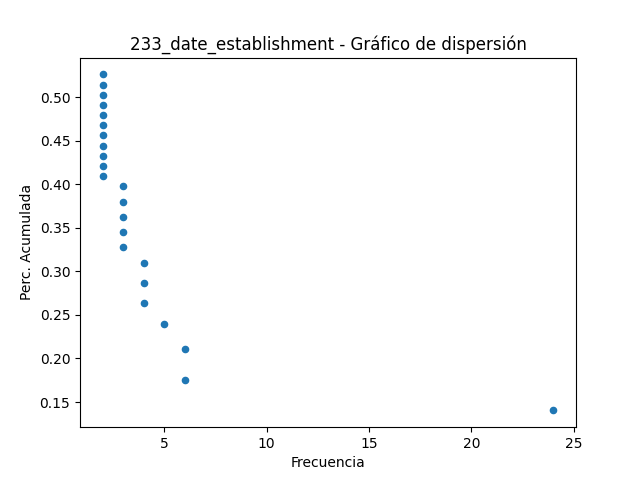 233_date_establishment - Gráfico de dispersión
0.50
0.45
0.40
0.35
0.30
0.25
0.20
0.15
Perc. Acumulada
5 10 15 20 25
Frecuencia